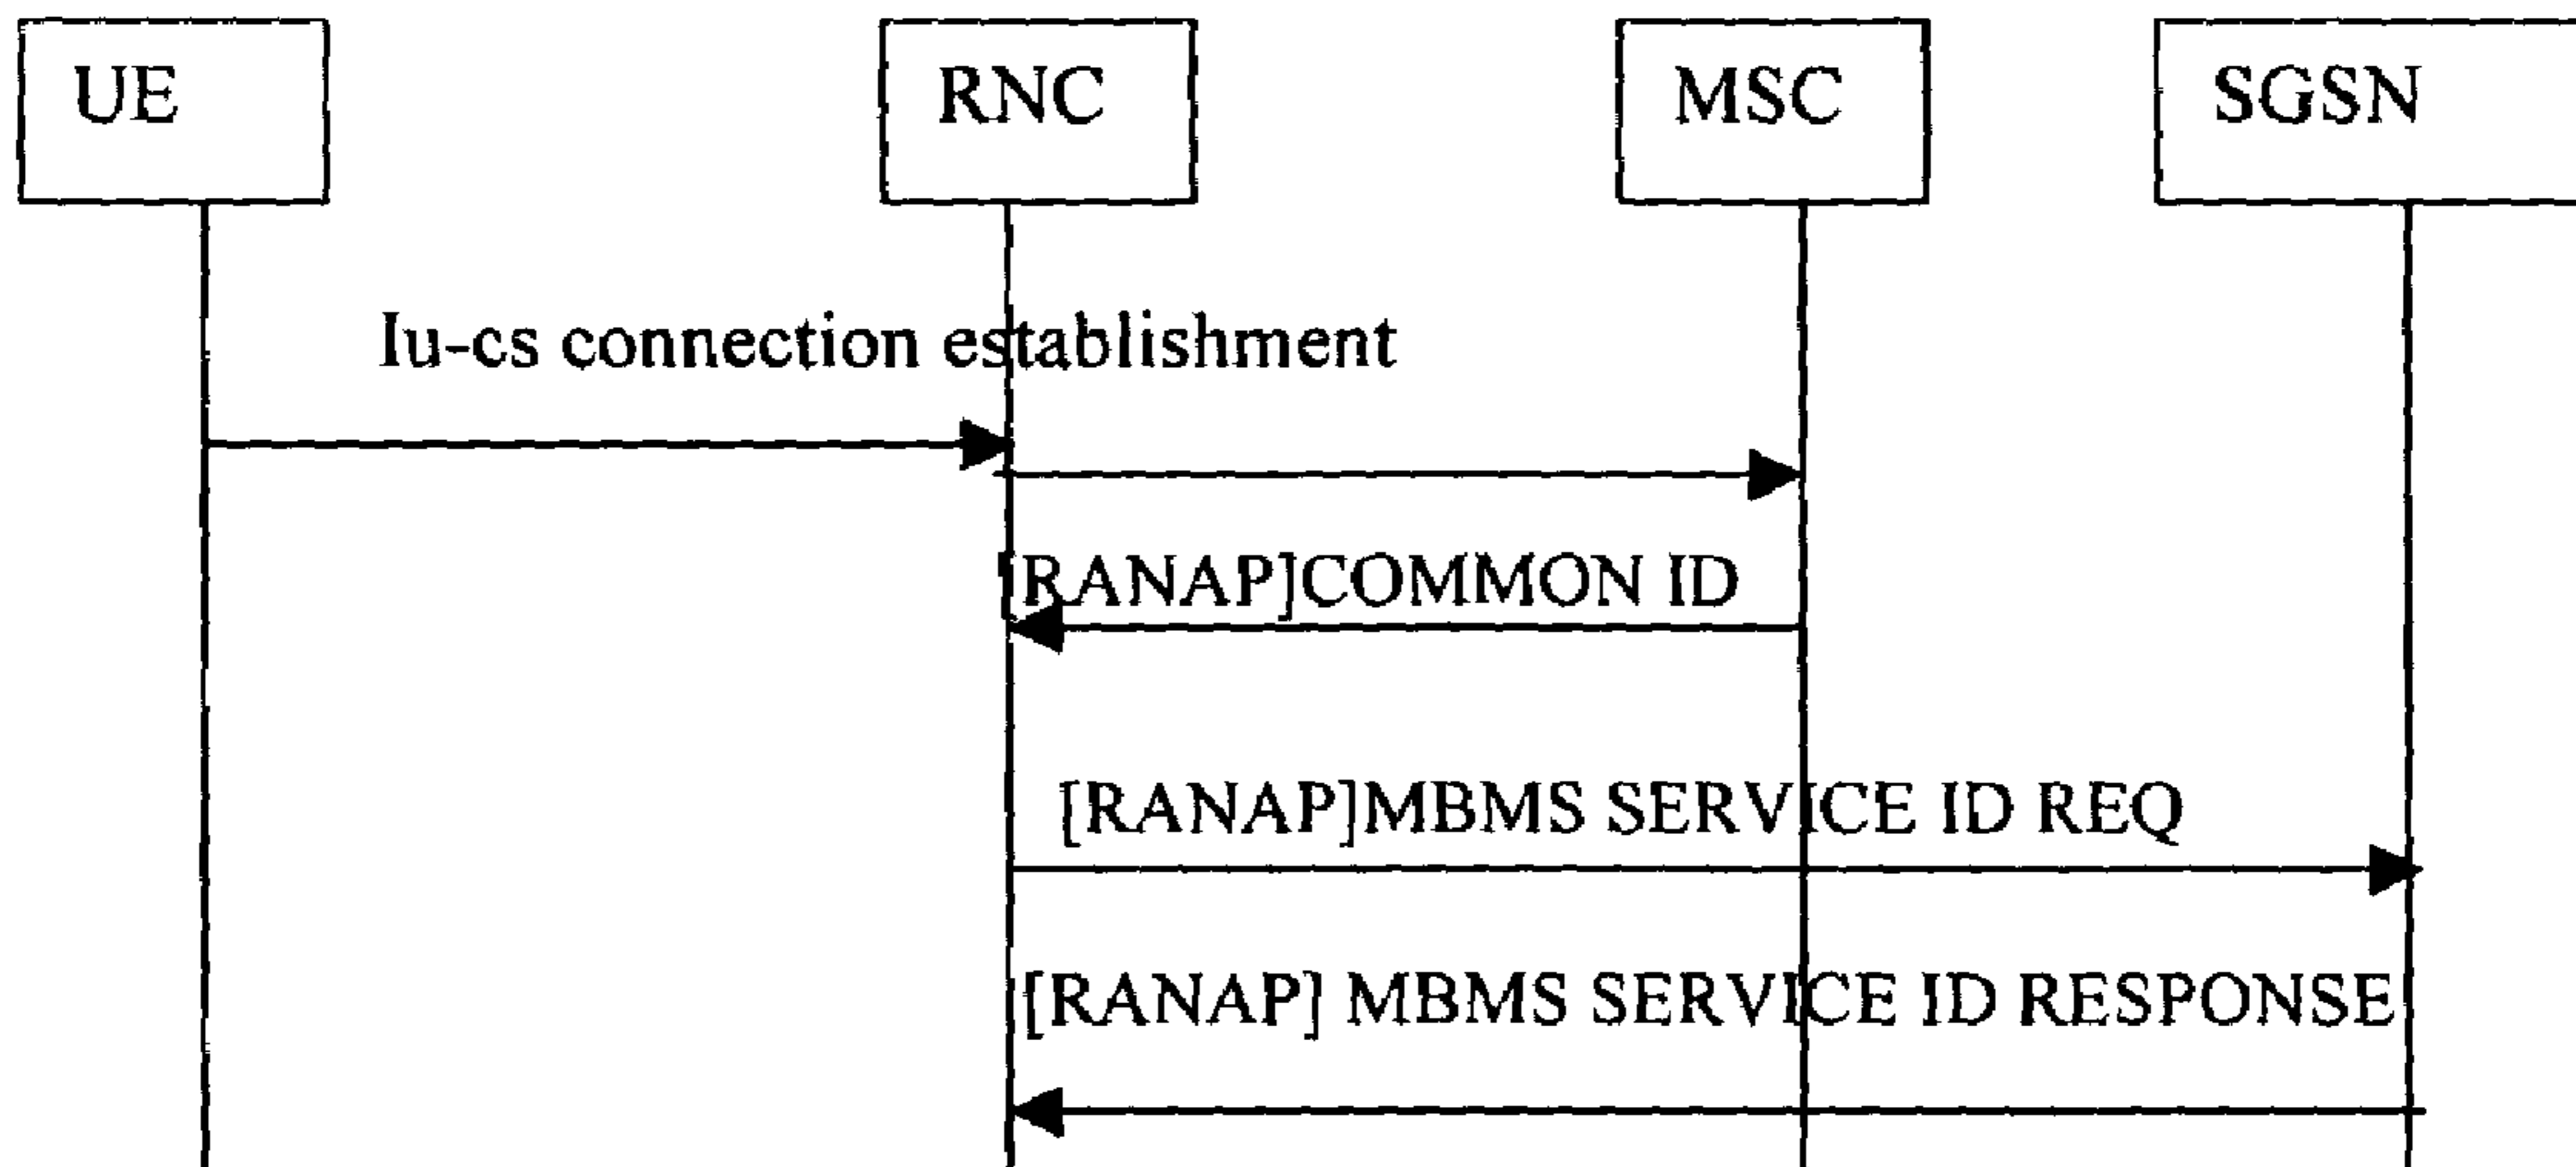 UE RNC MSC SGSN
Iu-cs connection establishment
[RANAP]COMMON ID
[RANAP]MBMS SERVICE ID REQ
[RANAP] MBMS SERVICE ID RESPONSE